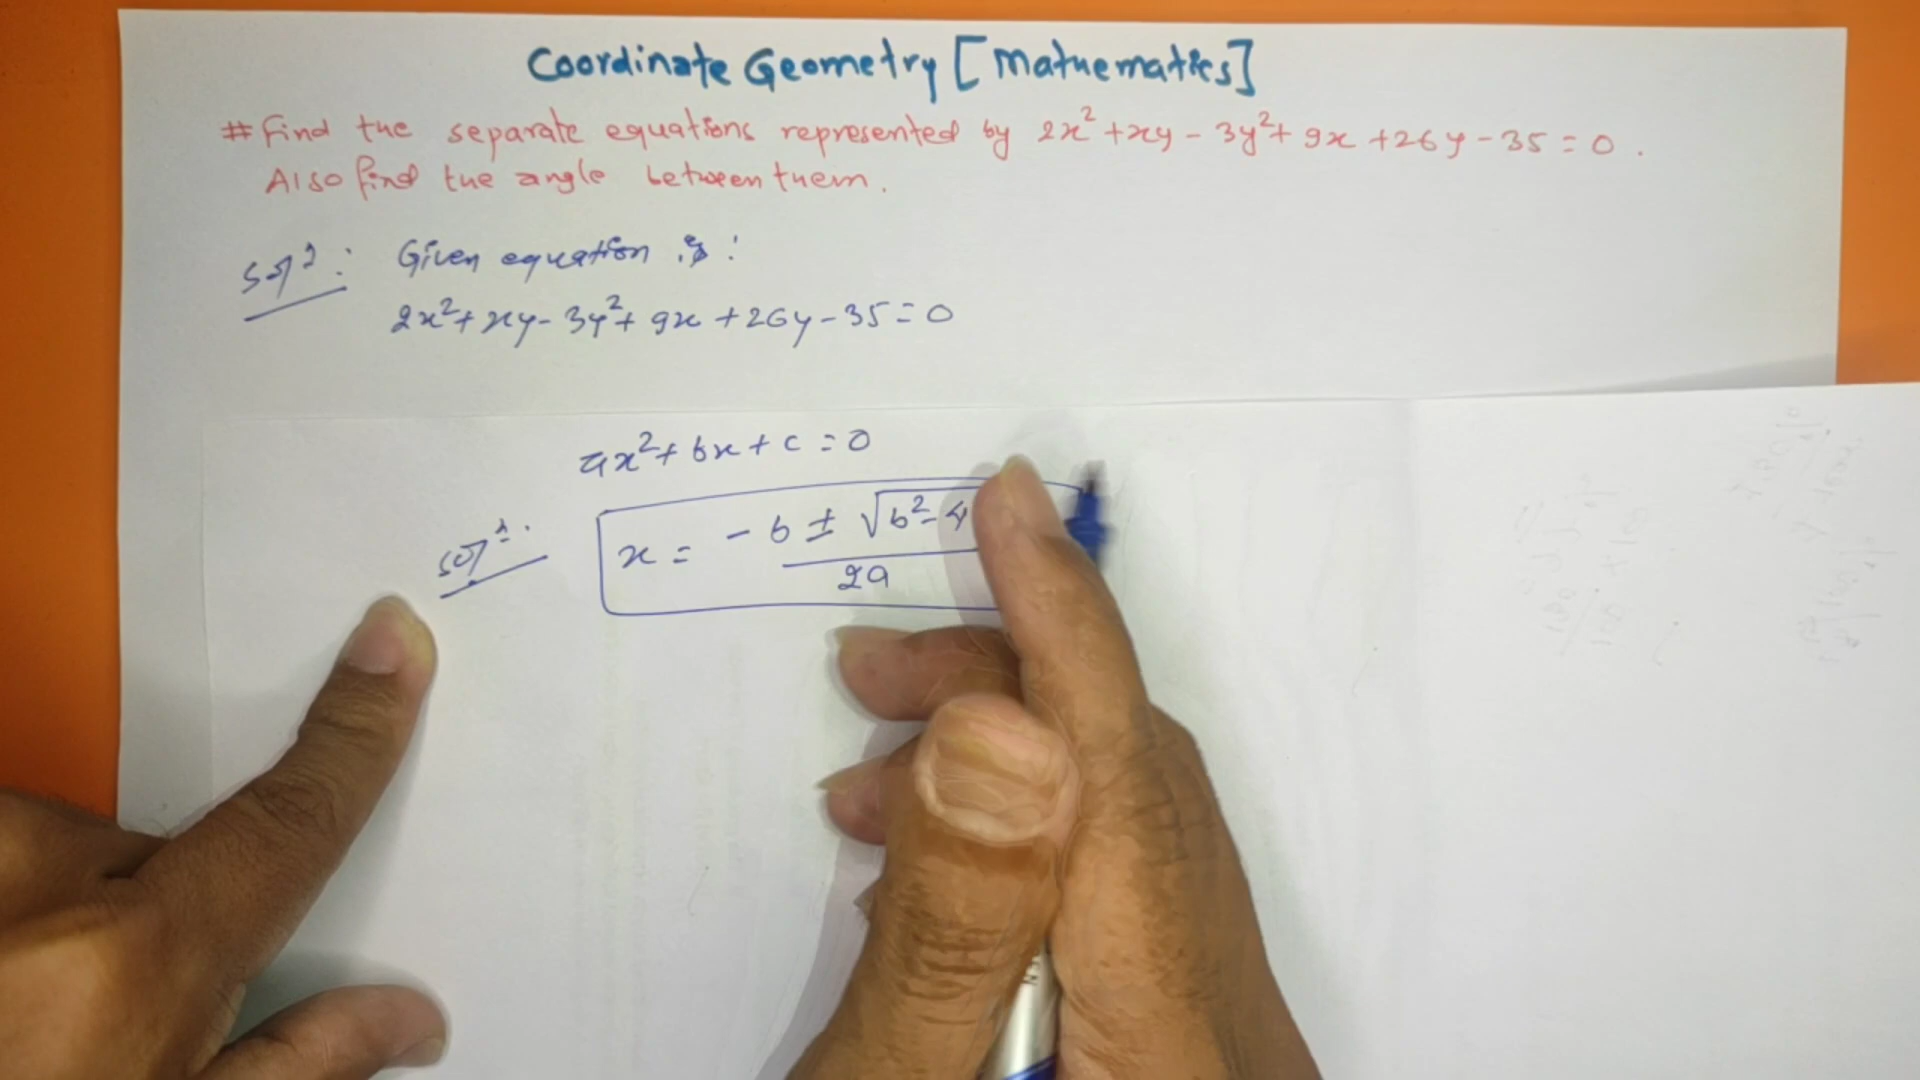 Coordinate Geometry [Mathematics]
# Find the separate equations represented by 2x²+xy-3y²+9x+26y-35=0.
Also find the angle between them.
Solⁿ: Given equation is:
2x²+xy-3y²+9x+26y-35=0
ax²+bx+c=0
solⁿ.
x = -b ± √b²-4
2a